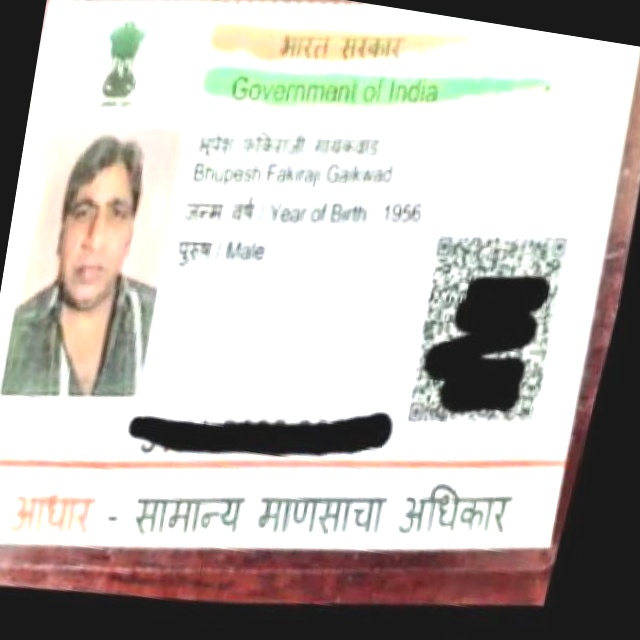 भारत सरकार
Government of India
भूपेश फकिराजी गायकवाड
Bhupesh Fakiraji Gaikwad
जन्म वर्ष / Year of Birth 1956
पुरुष / Male
आधार - सामान्य माणसाचा अधिकार